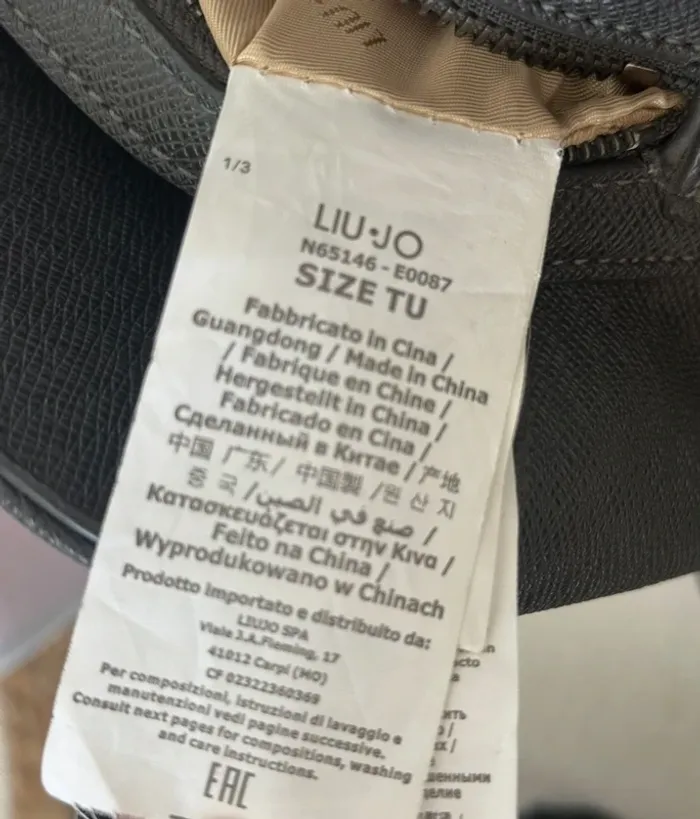 LIU
1/3
LIU•JO
N65146 - E0087
SIZE TU
Fabbricato in Cina /
Guangdong / Made in China
/ Fabrique en Chine /
Hergestellt in China /
Fabricado en Cina /
Сделанный в Китае / 产地
中国 广东/ 中国製 /원 산 지
중 국 /صنع في الصين /
Κατασκευάζεται στην Κινα /
Feito na China /
Wyprodukowano w Chinach
Prodotto importato e distribuito da:
LIUJO SPA
Viale J.A.Fleming, 17
41012 Carpi (MO)
CF 02322360369
Per composizioni, istruzioni di lavaggio e
manutenzioni vedi pagine successive.
Consult next pages for compositions, washing
and care instructions.
EAC